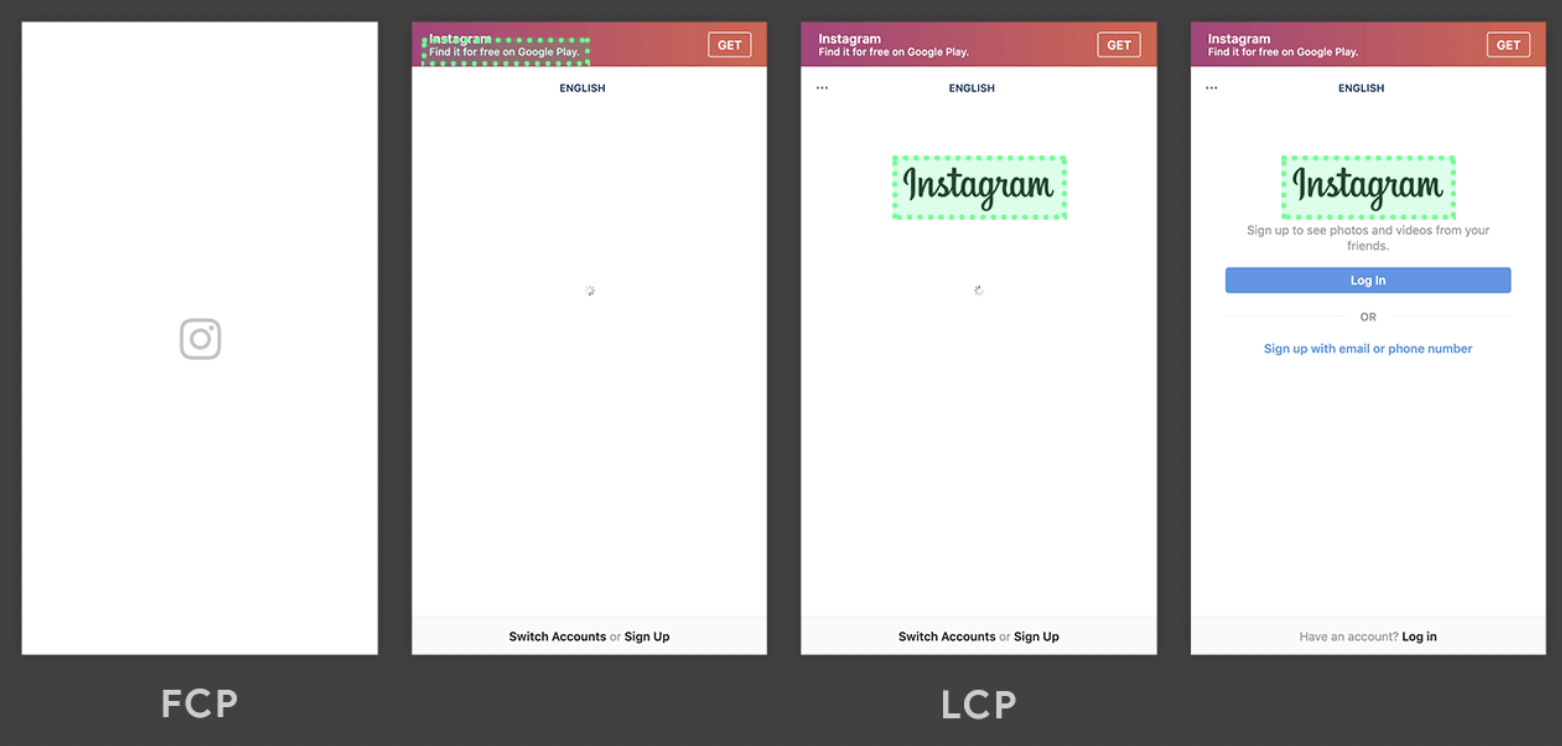 Instagram
Find it for free on Google Play.
GET
ENGLISH
Switch Accounts or Sign Up
Instagram
Find it for free on Google Play.
GET
...
ENGLISH
Instagram
Switch Accounts or Sign Up
Instagram
Find it for free on Google Play.
GET
...
ENGLISH
Instagram
Sign up to see photos and videos from your
friends.
Log In
OR
Sign up with email or phone number
Have an account? Log in
FCP
LCP